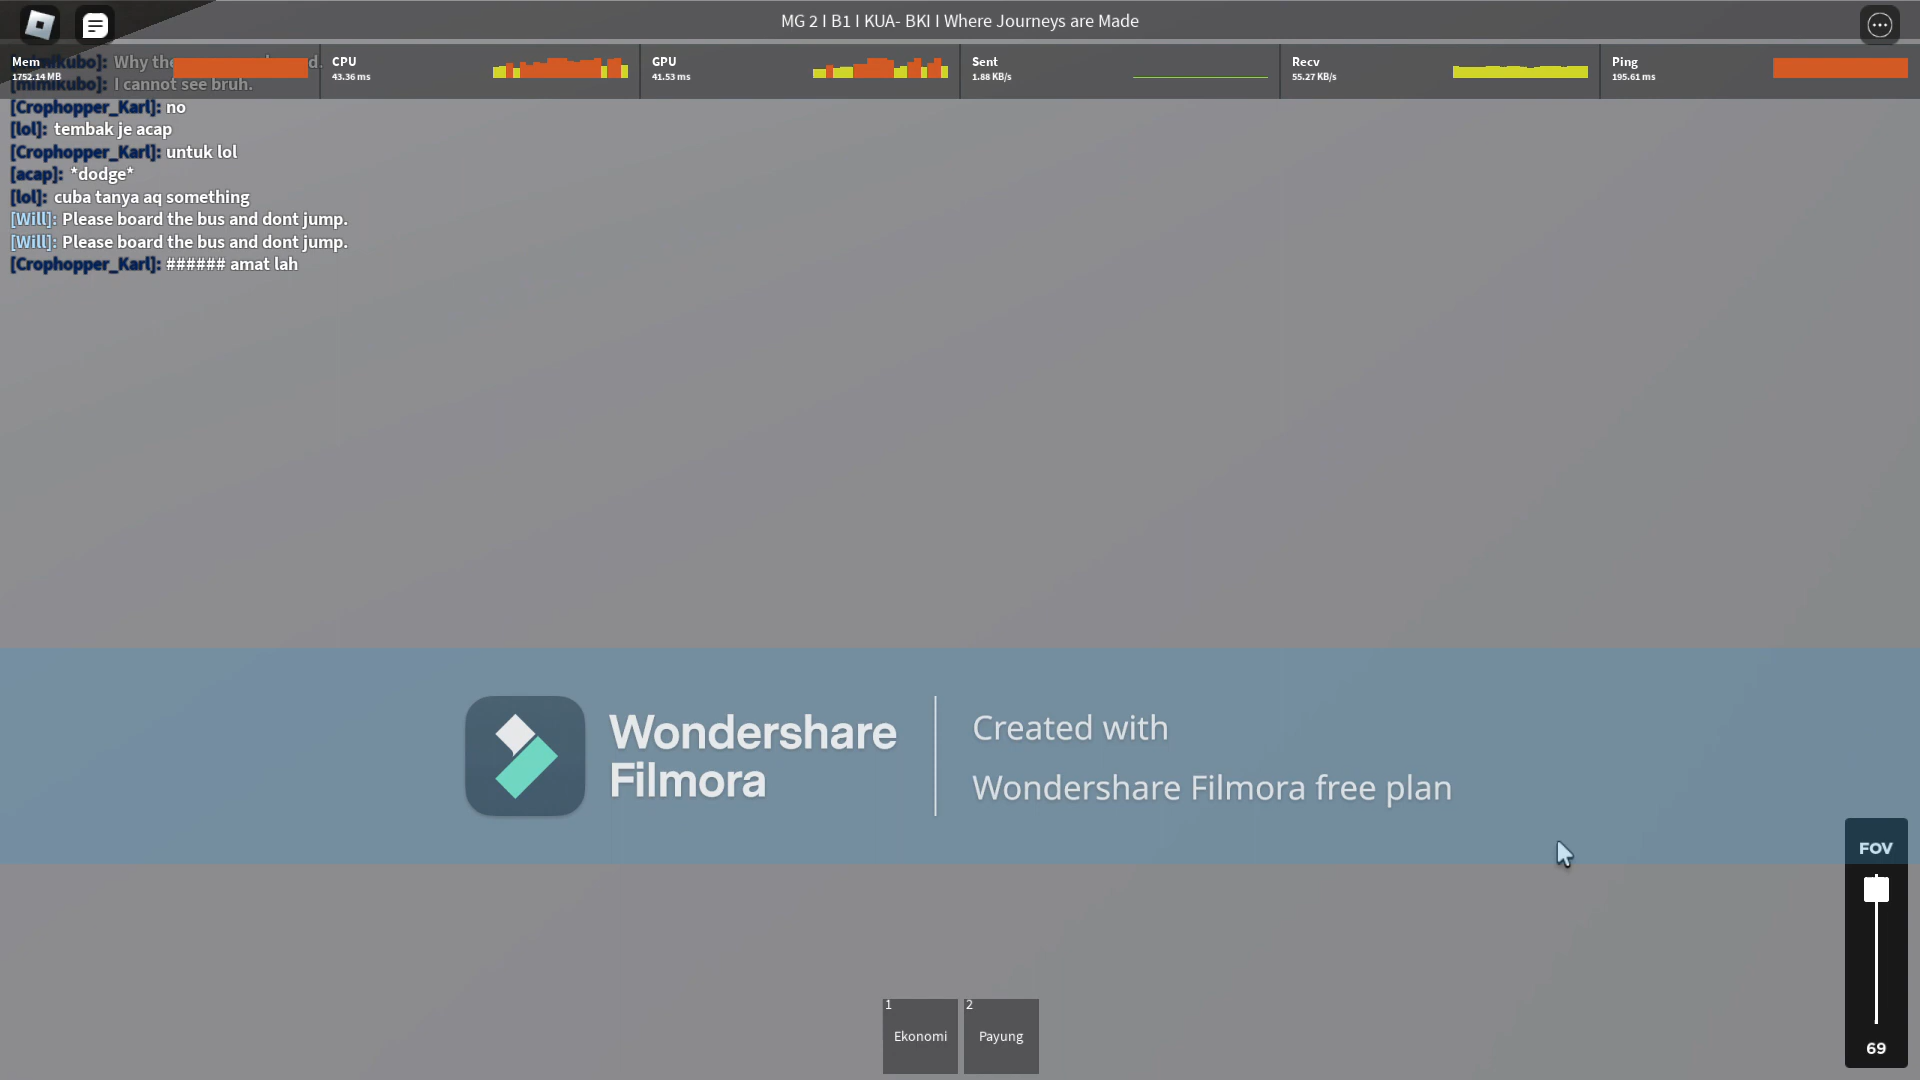 MG 2 I B1 I KUA- BKI I Where Journeys are Made
Mem
1752.14 MB
CPU
43.36 ms
GPU
41.53 ms
Sent
1.88 KB/s
Recv
55.27 KB/s
Ping
195.61 ms
Why
[mimikubo]: I cannot see bruh.
[Crophopper_Karl]: no
[lol]: tembak je acap
[Crophopper_Karl]: untuk lol
[acap]: *dodge*
[lol]: cuba tanya aq something
[Will]: Please board the bus and dont jump.
[Will]: Please board the bus and dont jump.
[Crophopper_Karl]: ###### amat lah
Wondershare
Filmora
Created with
Wondershare Filmora free plan
FOV
69
1
Ekonomi
2
Payung